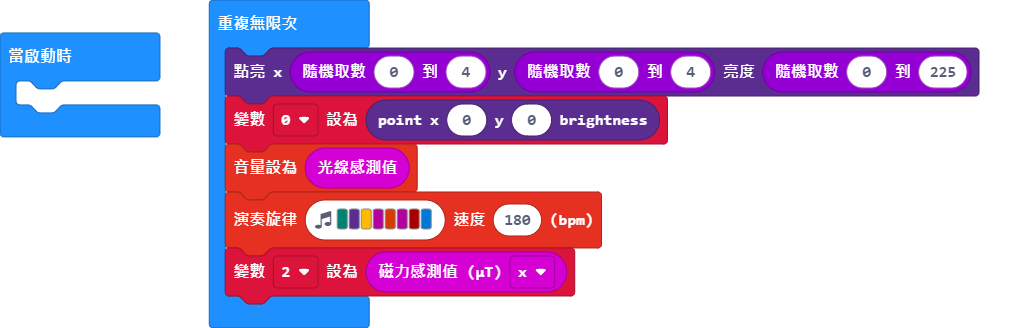 當啟動時
重複無限次
點亮 x 隨機取數 0 到 4 y 隨機取數 0 到 4 亮度 隨機取數 0 到 225
變數 0 設為 point x 0 y 0 brightness
音量設為 光線感測值
演奏旋律 速度 180 (bpm)
變數 2 設為 磁力感測值 (µT) x